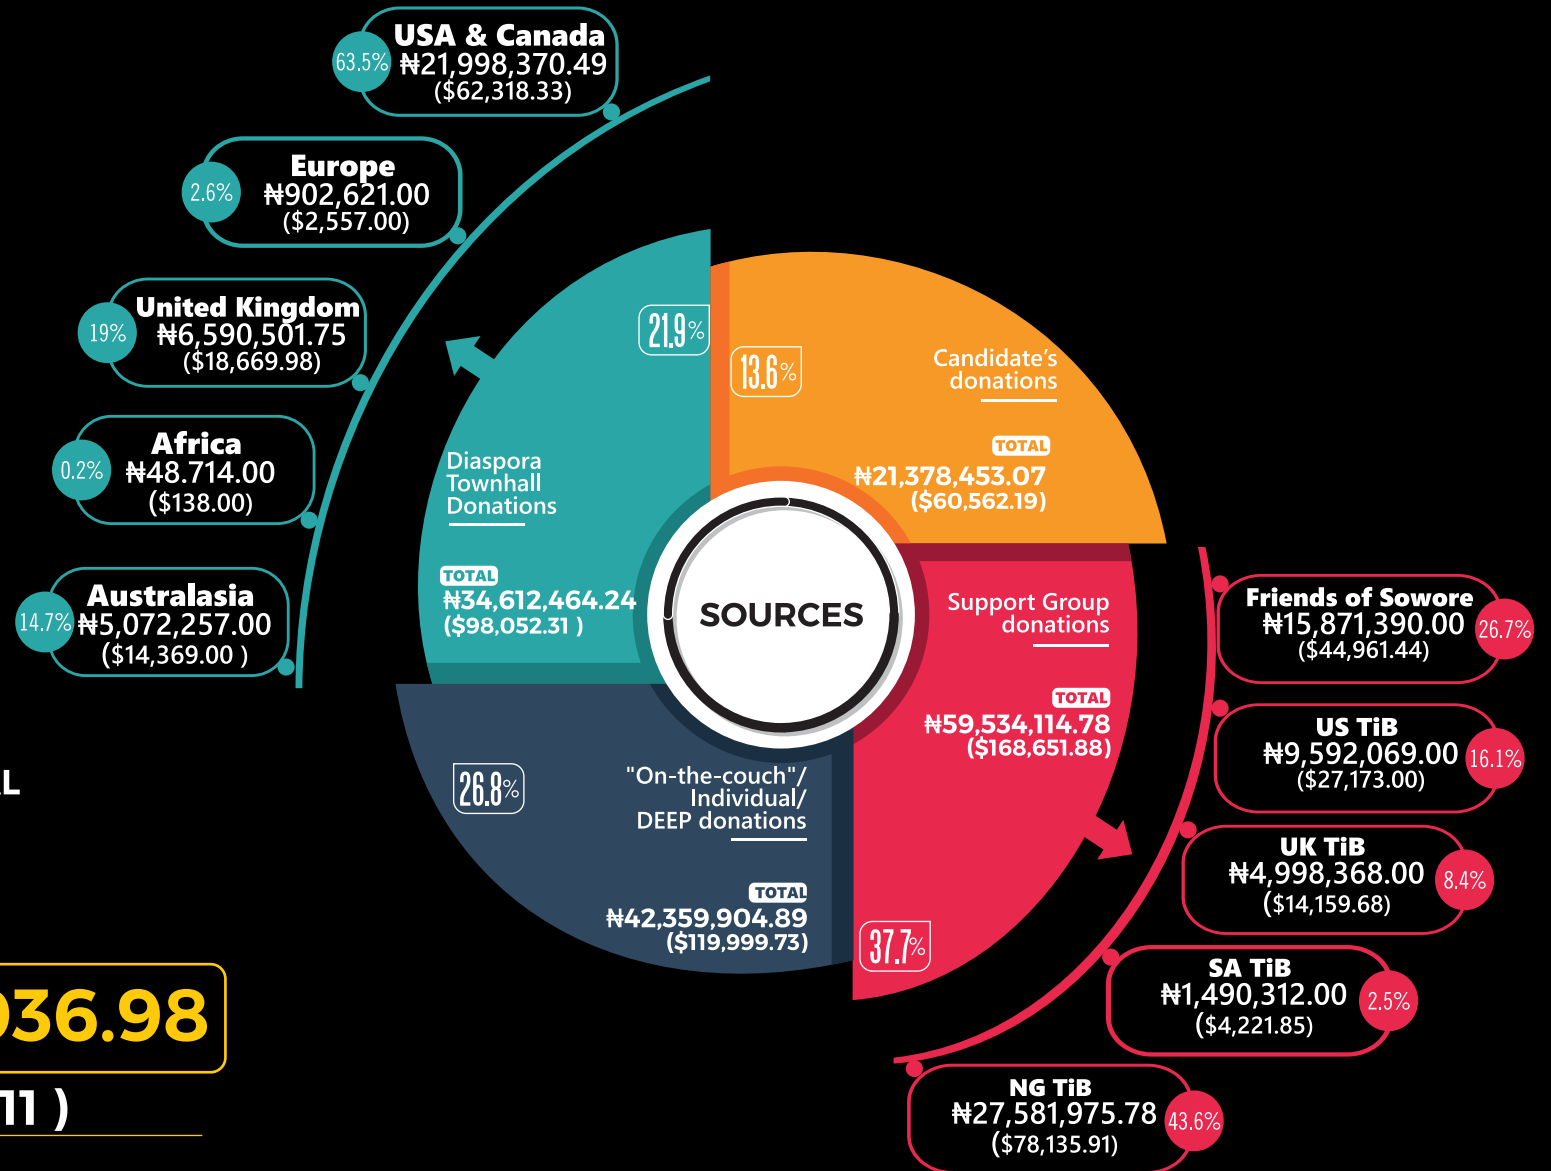 USA & Canada
63.5%
₦21,998,370.49
($62,318.33)
Europe
2.6%
₦902,621.00
($2,557.00)
United Kingdom
19%
₦6,590,501.75
($18,669.98)
Africa
0.2%
₦48.714.00
($138.00)
Australasia
14.7%
₦5,072,257.00
($14,369.00 )
21.9%
Diaspora
Townhall
Donations
TOTAL
₦34,612,464.24
($98,052.31 )
13.6%
Candidate's
donations
TOTAL
₦21,378,453.07
($60,562.19)
SOURCES
Support Group
donations
TOTAL
₦59,534,114.78
($168,651.88)
37.7%
26.8%
"On-the-couch"/
Individual/
DEEP donations
TOTAL
₦42,359,904.89
($119,999.73)
Friends of Sowore
₦15,871,390.00
26.7%
($44,961.44)
US TiB
₦9,592,069.00
16.1%
($27,173.00)
UK TiB
₦4,998,368.00
8.4%
($14,159.68)
SA TiB
₦1,490,312.00
2.5%
($4,221.85)
NG TiB
₦27,581,975.78
43.6%
($78,135.91)
L
036.98
11 )